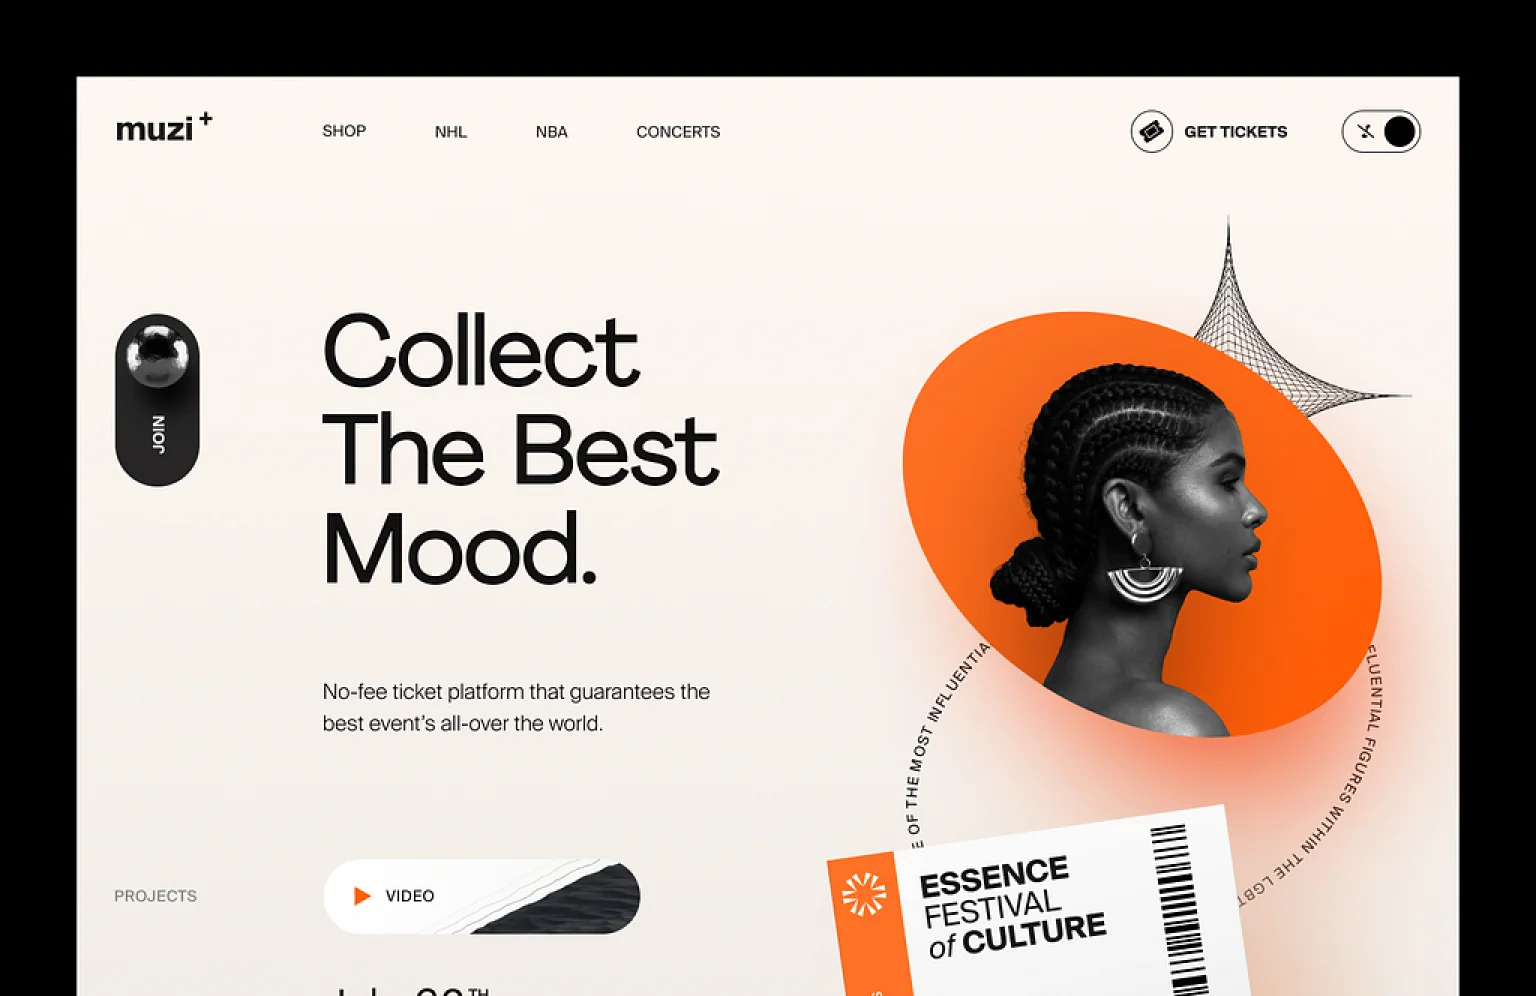 muzi+
SHOP
NHL
NBA
CONCERTS
GET TICKETS
JOIN
Collect
The Best
Mood.
No-fee ticket platform that guarantees the
best event's all-over the world.
PROJECTS
VIDEO
OF THE MOST INFLUENTIA
FLUENTIAL FIGURES WITHIN THE LGBT
ESSENCE
FESTIVAL
of CULTURE
TH